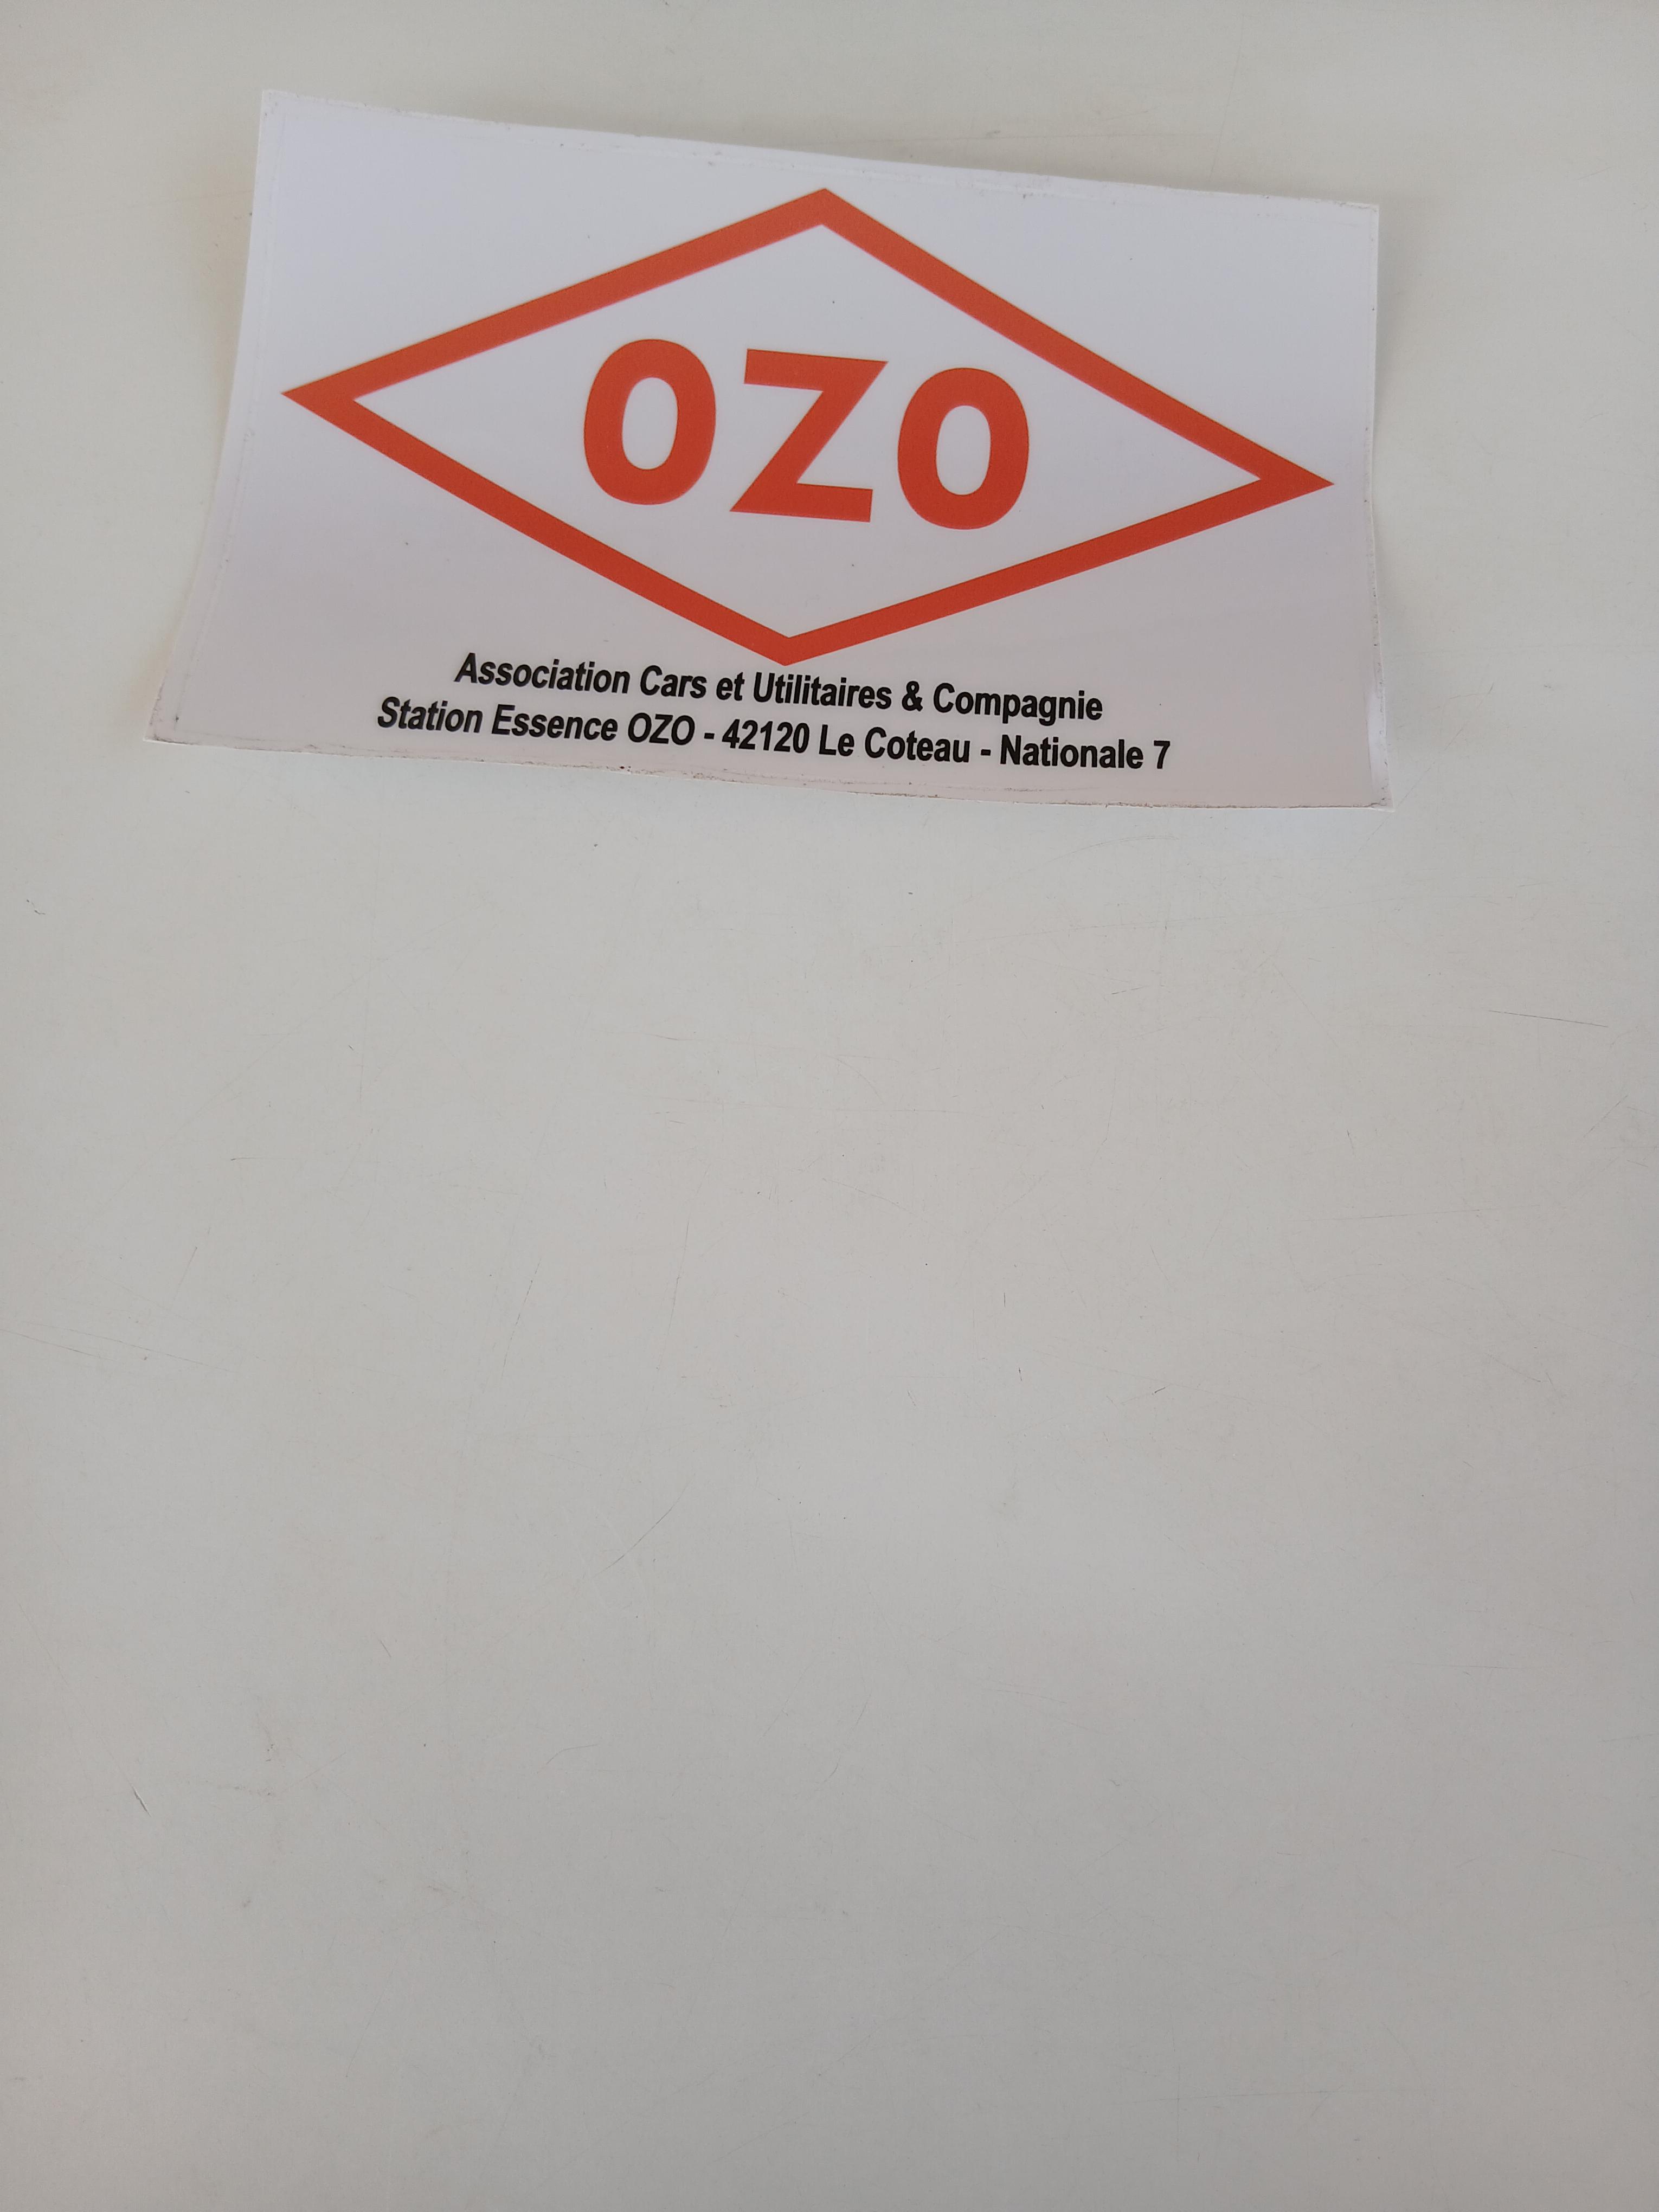 OZO
Association Cars et Utilitaires & Compagnie
Station Essence OZO - 42120 Le Coteau - Nationale 7